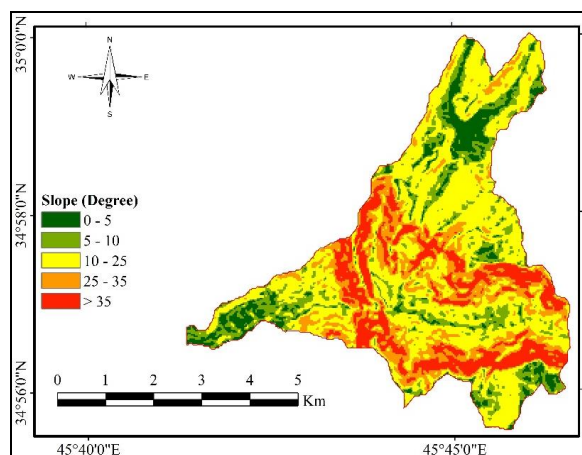 35°0'0"N
N
W E
S
34°58'0"N
34°56'0"N
Slope (Degree)
0 - 5
5 - 10
10 - 25
25 - 35
> 35
0 1 2 3 4 5
Km
45°40'0"E 45°45'0"E